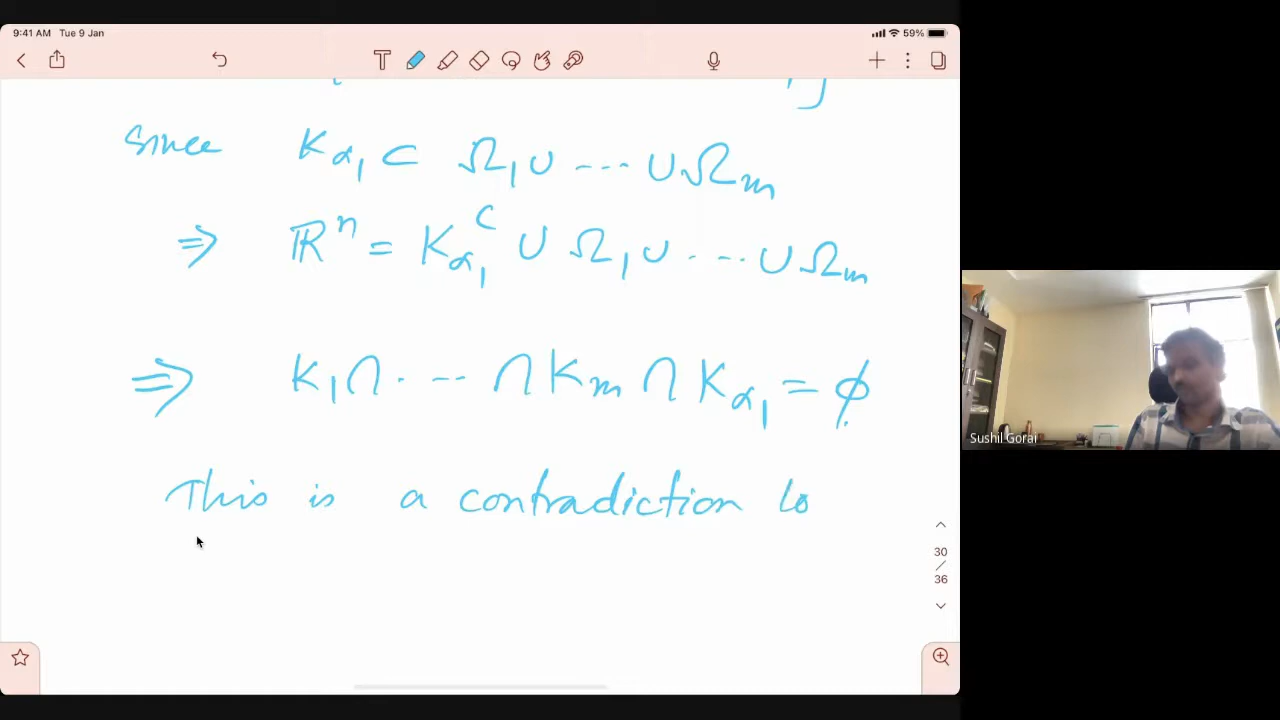 9:41 AM Tue 9 Jan
59%
since K_{α_1} ⊂ Ω_1 ∪ --- ∪ Ω_m
⇒ ℝ^n = K_{α_1}^c ∪ Ω_1 ∪ ---- ∪ Ω_m
⇒ K_1 ∩ --- ∩ K_m ∩ K_{α_1} = ϕ
This is a contradiction to
30
/
36
Sushil Gorai